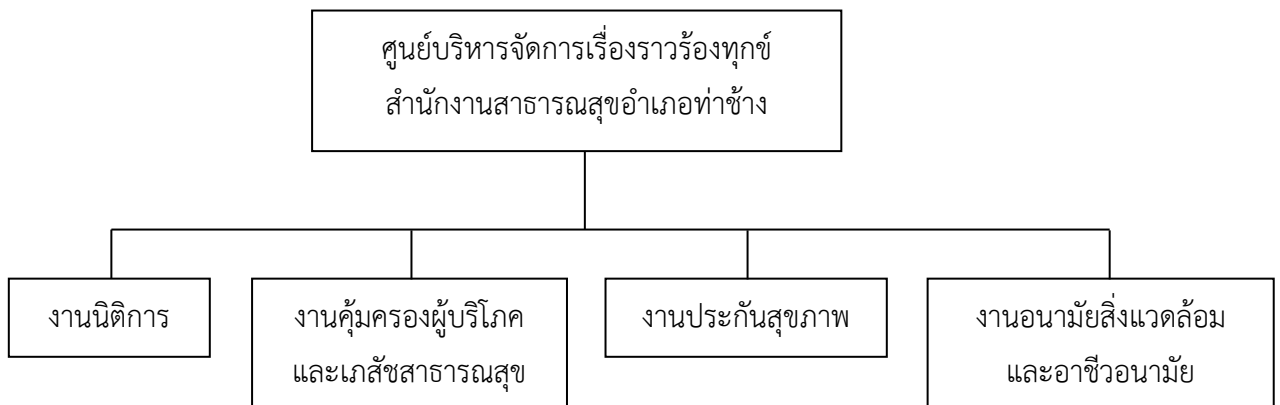 ศูนย์บริหารจัดการเรื่องราวร้องทุกข์
สำนักงานสาธารณสุขอำเภอท่าช้าง
งานนิติการ
งานคุ้มครองผู้บริโภค
และเภสัชสาธารณสุข
งานประกันสุขภาพ
งานอนามัยสิ่งแวดล้อม
และอาชีวอนามัย